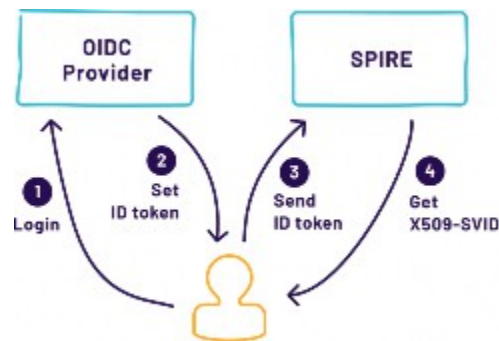 OIDC
Provider
SPIRE
1
Login
2
Set
ID token
3
Send
ID token
4
Get
X509-SVID